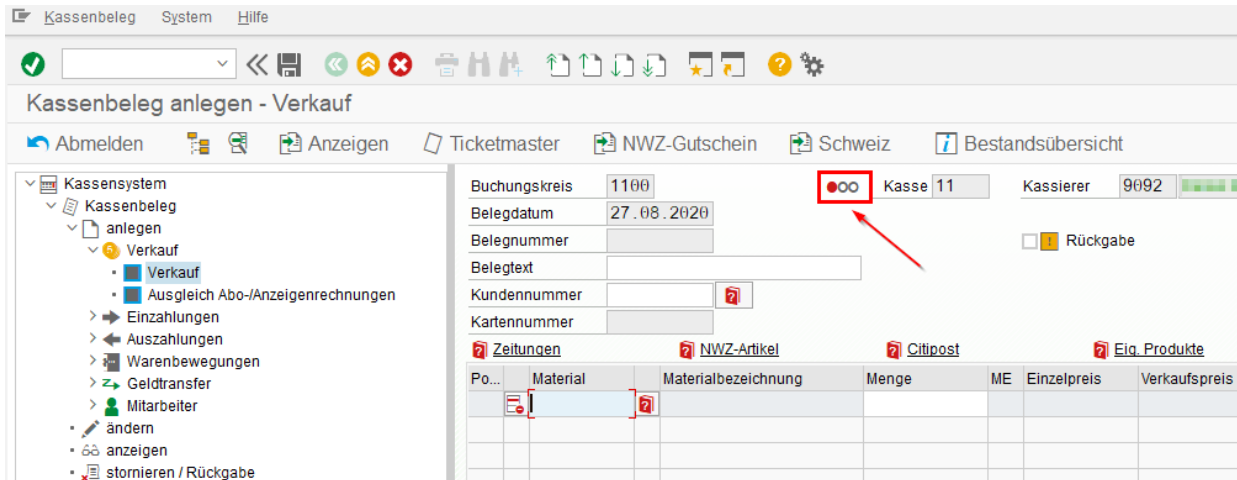 Kassenbeleg System Hilfe
Kassenbeleg anlegen - Verkauf
Abmelden Anzeigen Ticketmaster NWZ-Gutschein Schweiz Bestandsübersicht
Kassensystem
Kassenbeleg
anlegen
Verkauf
Verkauf
Ausgleich Abo-/Anzeigenrechnungen
Einzahlungen
Auszahlungen
Warenbewegungen
Geldtransfer
Mitarbeiter
ändern
anzeigen
stornieren / Rückgabe
Buchungskreis 1100 Kasse 11 Kassierer 9092
Belegdatum 27.08.2020
Belegnummer Rückgabe
Belegtext
Kundennummer
Kartennummer
Zeitungen NWZ-Artikel Citipost Eig. Produkte
Po... Material Materialbezeichnung Menge ME Einzelpreis Verkaufspreis